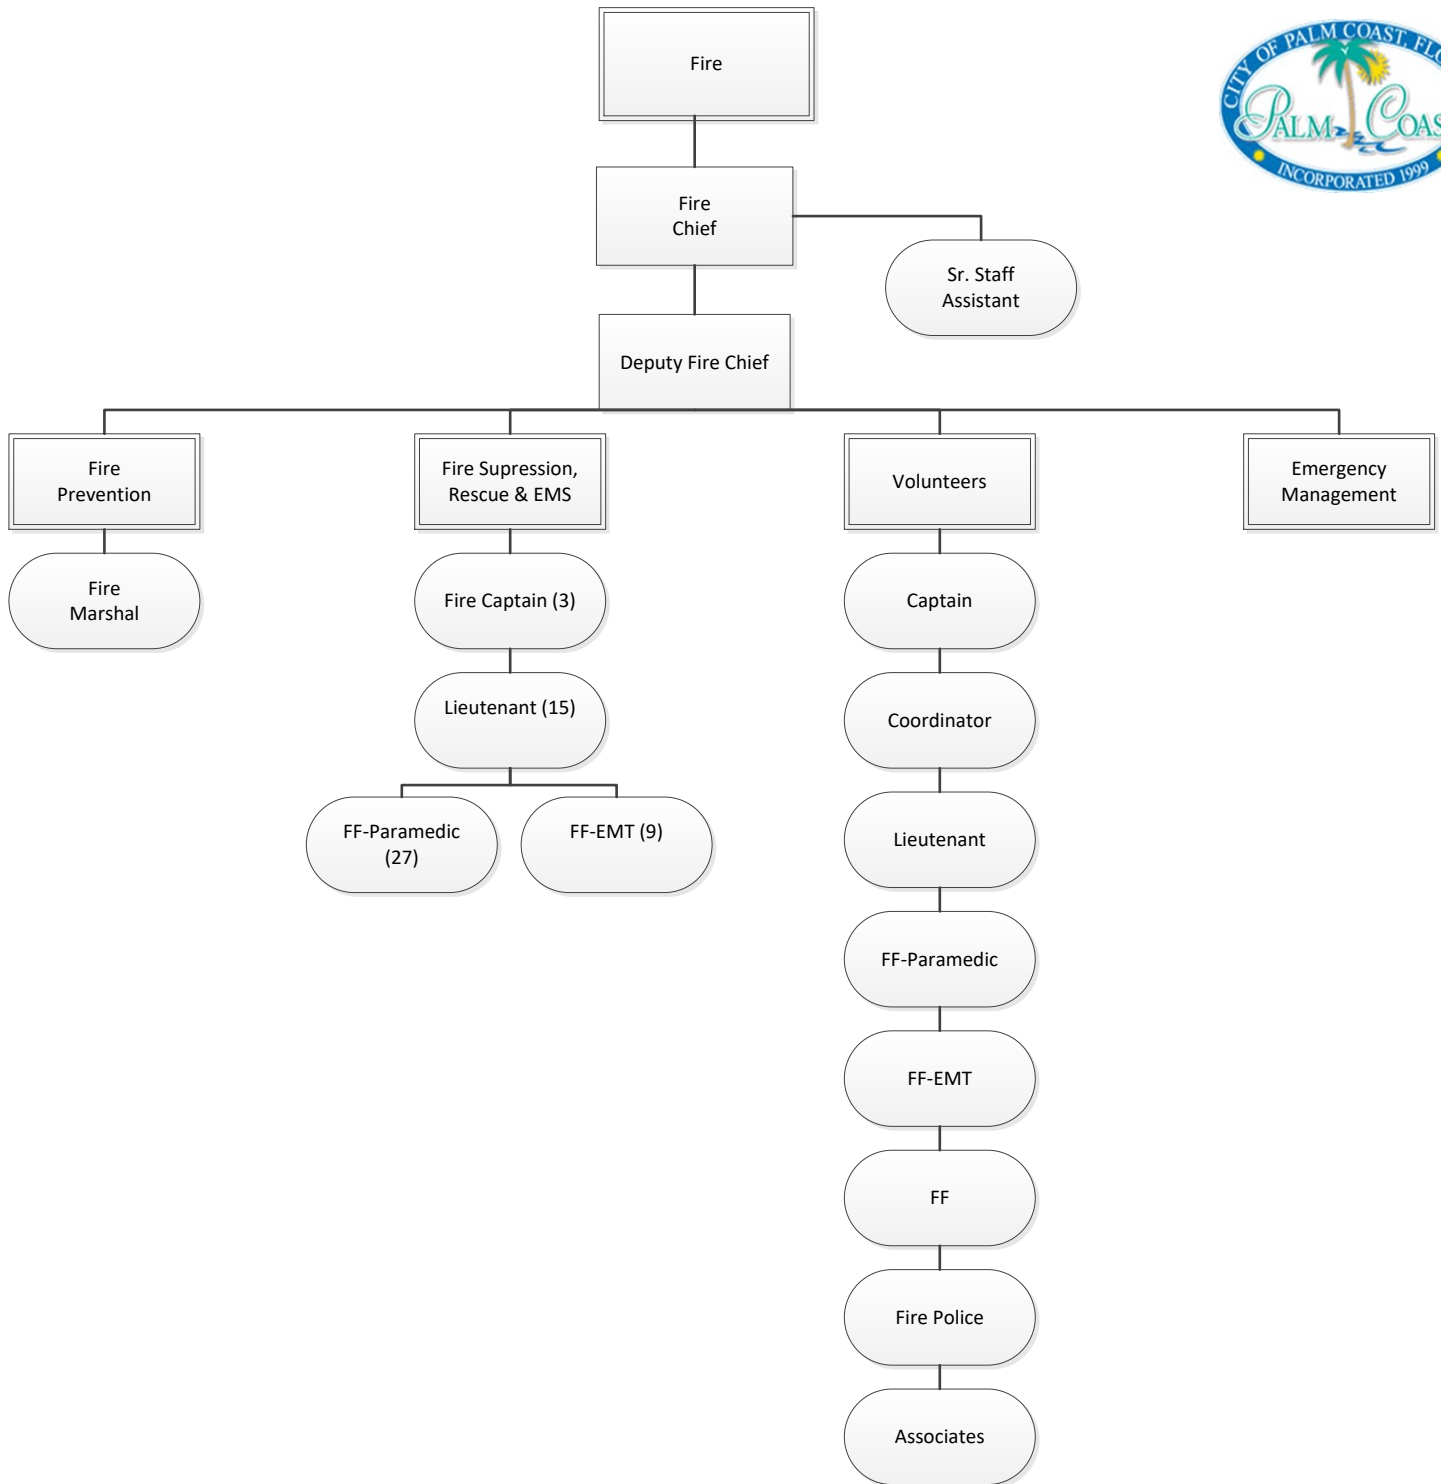 Fire
CITY OF PALM COAST, FLO
PALM COAS
INCORPORATED 1999
Fire
Chief
Sr. Staff
Assistant
Deputy Fire Chief
Fire
Prevention
Fire Supression,
Rescue & EMS
Volunteers
Emergency
Management
Fire
Marshal
Fire Captain (3)
Captain
Lieutenant (15)
Coordinator
FF-Paramedic
(27)
FF-EMT (9)
Lieutenant
FF-Paramedic
FF-EMT
FF
Fire Police
Associates